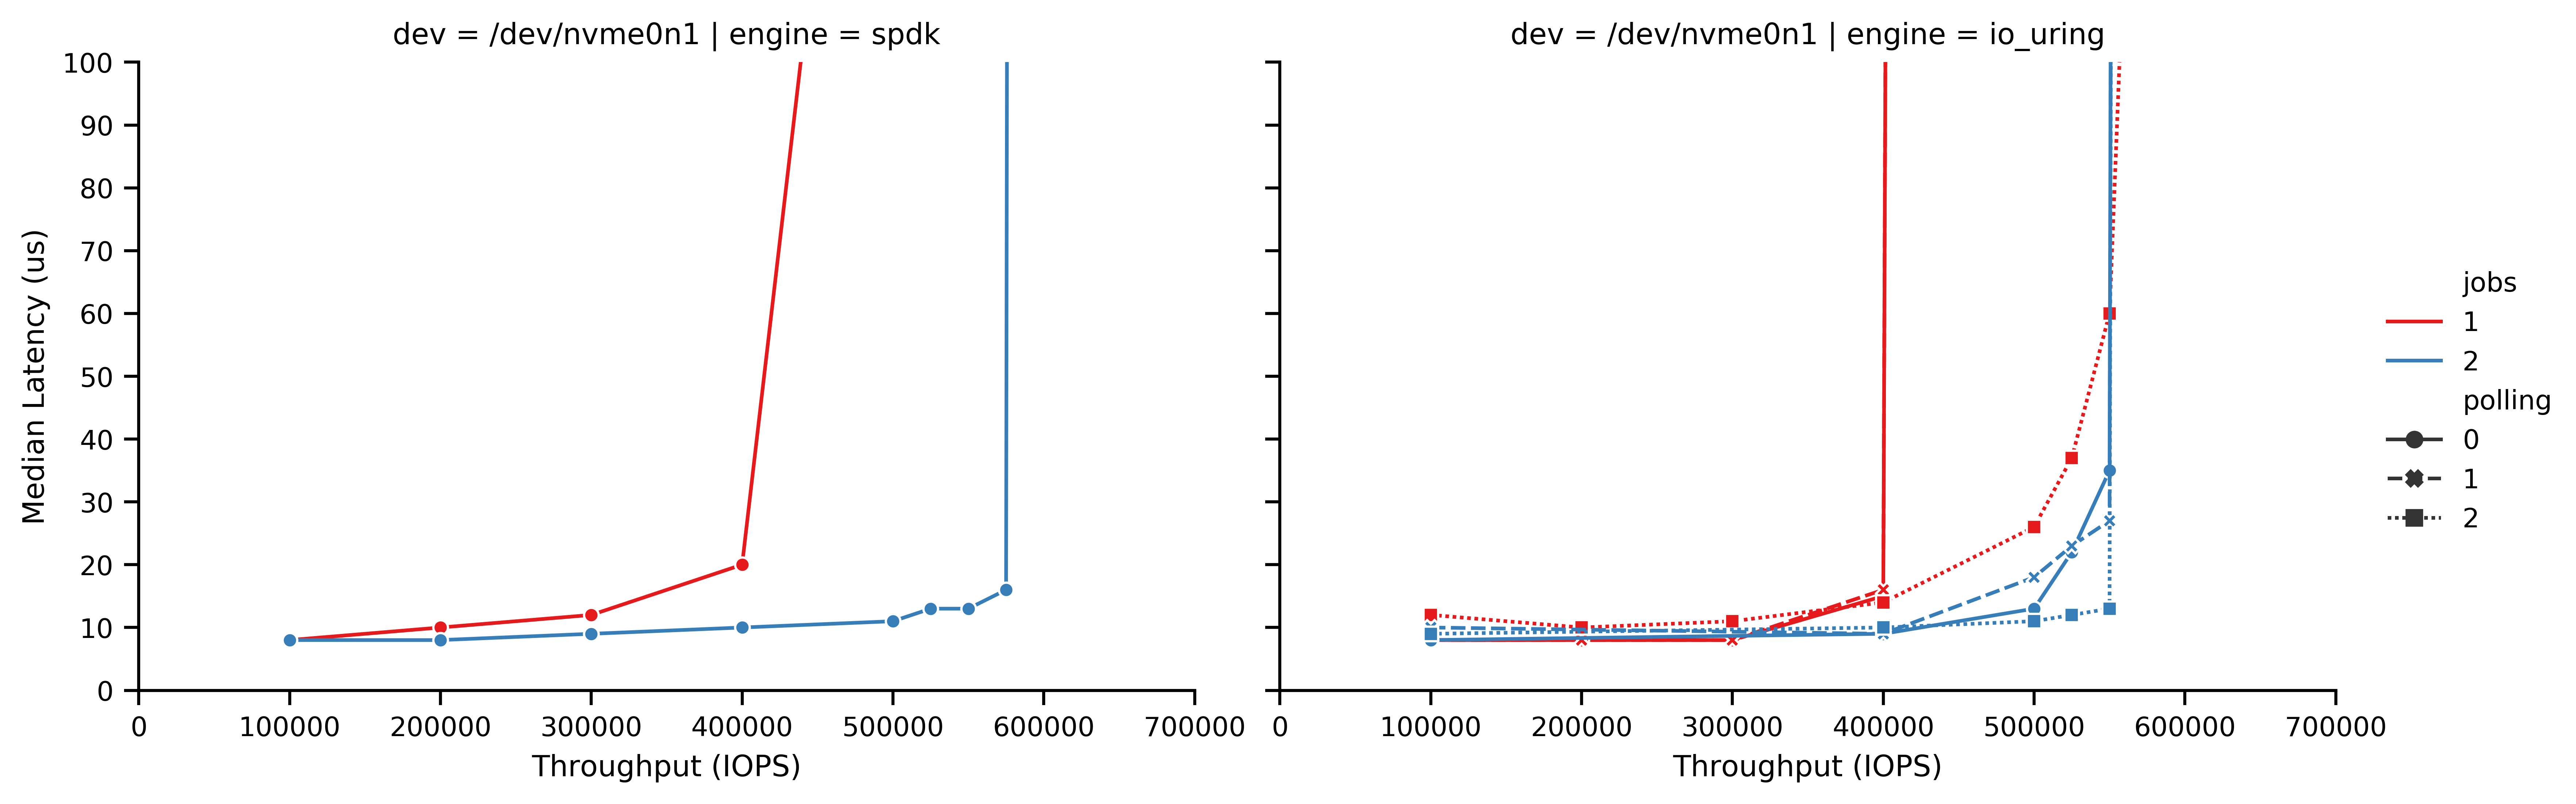 dev = /dev/nvme0n1 | engine = spdk
100
90
80
70
60
50
40
30
20
10
0
Median Latency (us)
0 100000 200000 300000 400000 500000 600000 700000
Throughput (IOPS)
dev = /dev/nvme0n1 | engine = io_uring
0 100000 200000 300000 400000 500000 600000 700000
Throughput (IOPS)
jobs
1
2
polling
0
1
2